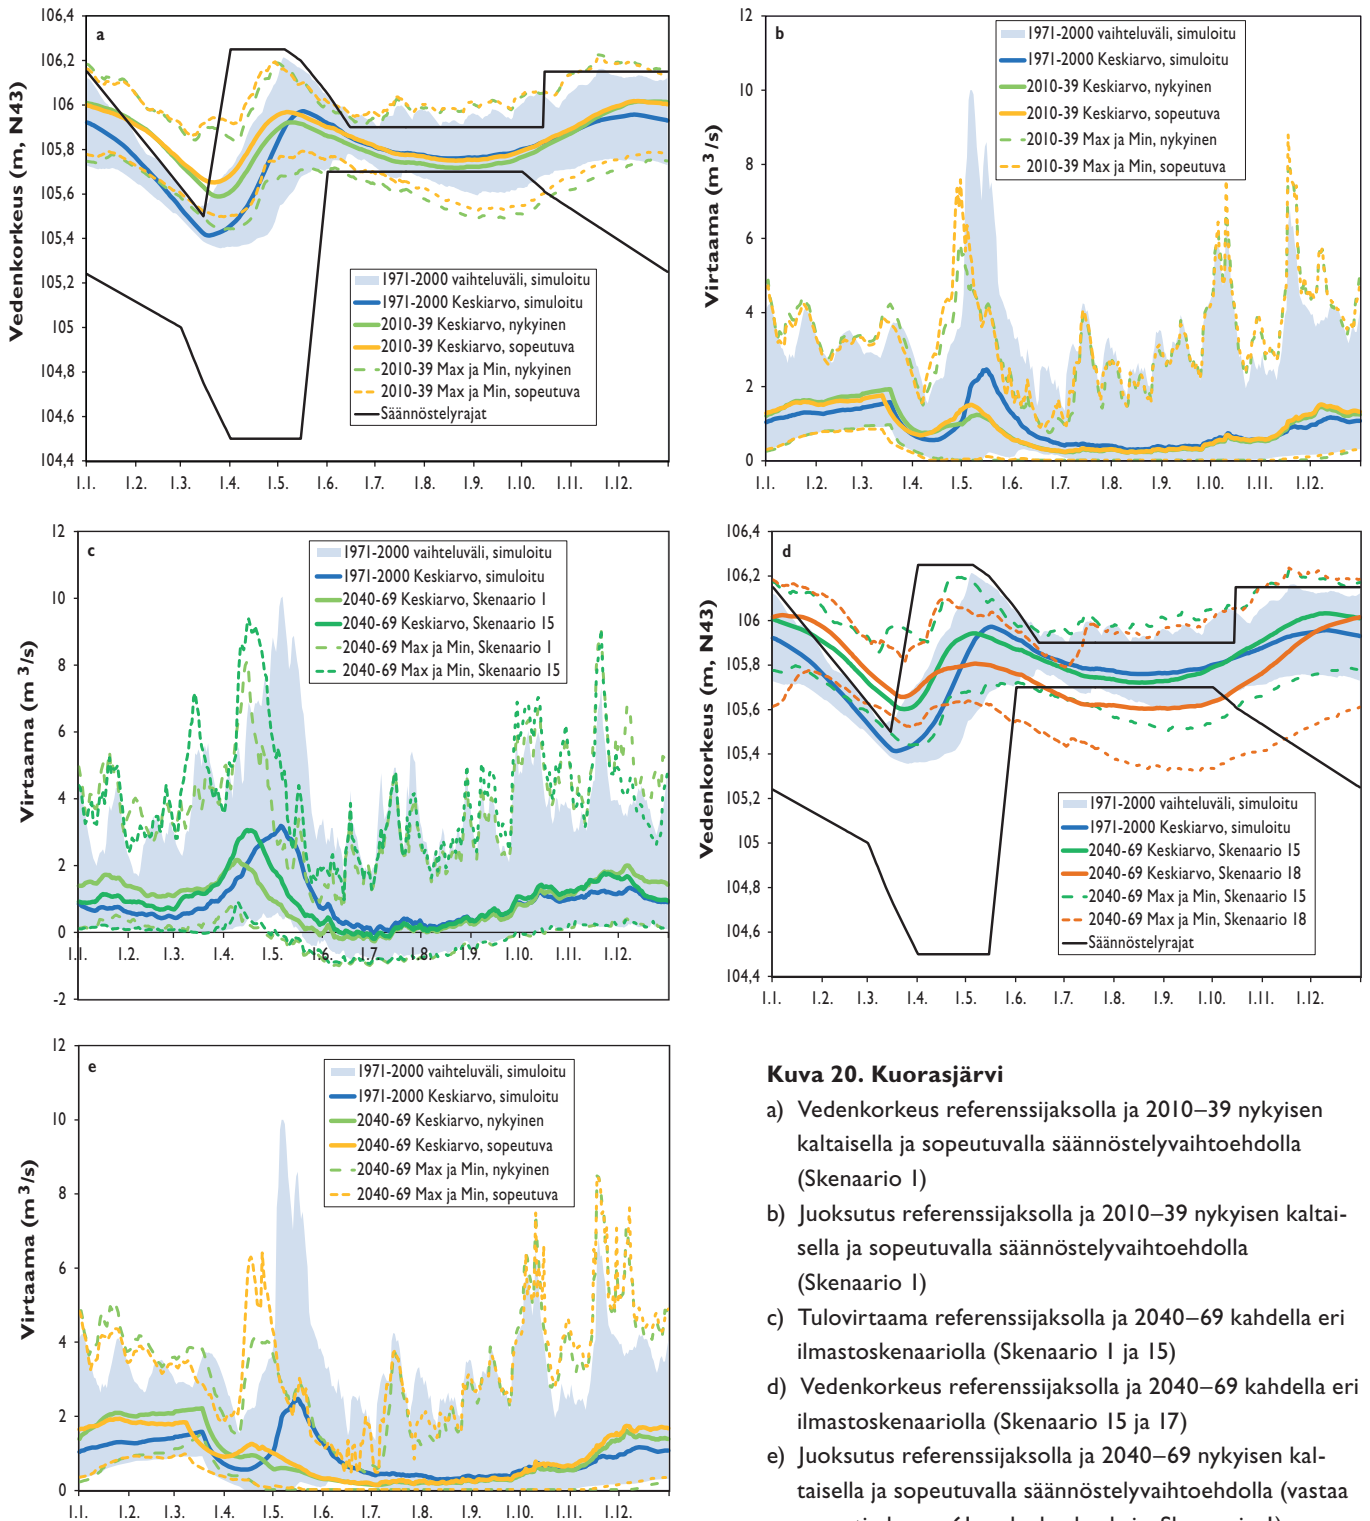 a
Vedenkorkeus (m, N43)
106,4
106,2
106
105,8
105,6
105,4
105,2
105
104,8
104,6
104,4
1971-2000 vaihteluväli, simuloitu
1971-2000 Keskiarvo, simuloitu
2010-39 Keskiarvo, nykyinen
2010-39 Keskiarvo, sopeutuva
2010-39 Max ja Min, nykyinen
2010-39 Max ja Min, sopeutuva
Säännöstelyrajat
1.1. 1.2. 1.3. 1.4. 1.5. 1.6. 1.7. 1.8. 1.9. 1.10. 1.11. 1.12.
b
Virtaama (m³/s)
12
10
8
6
4
2
0
1971-2000 vaihteluväli, simuloitu
1971-2000 Keskiarvo, simuloitu
2010-39 Keskiarvo, nykyinen
2010-39 Keskiarvo, sopeutuva
2010-39 Max ja Min, nykyinen
2010-39 Max ja Min, sopeutuva
1.1. 1.2. 1.3. 1.4. 1.5. 1.6. 1.7. 1.8. 1.9. 1.10. 1.11. 1.12.
c
Virtaama (m³/s)
12
10
8
6
4
2
0
-2
1971-2000 vaihteluväli, simuloitu
1971-2000 Keskiarvo, simuloitu
2040-69 Keskiarvo, Skenaario 1
2040-69 Keskiarvo, Skenaario 15
2040-69 Max ja Min, Skenaario 1
2040-69 Max ja Min, Skenaario 15
1.1. 1.2. 1.3. 1.4. 1.5. 1.6. 1.7. 1.8. 1.9. 1.10. 1.11. 1.12.
d
Vedenkorkeus (m, N43)
106,4
106,2
106
105,8
105,6
105,4
105,2
105
104,8
104,6
104,4
1971-2000 vaihteluväli, simuloitu
1971-2000 Keskiarvo, simuloitu
2040-69 Keskiarvo, Skenaario 15
2040-69 Keskiarvo, Skenaario 18
2040-69 Max ja Min, Skenaario 15
2040-69 Max ja Min, Skenaario 18
Säännöstelyrajat
1.1. 1.2. 1.3. 1.4. 1.5. 1.6. 1.7. 1.8. 1.9. 1.10. 1.11. 1.12.
e
Virtaama (m³/s)
12
10
8
6
4
2
0
1971-2000 vaihteluväli, simuloitu
1971-2000 Keskiarvo, simuloitu
2040-69 Keskiarvo, nykyinen
2040-69 Keskiarvo, sopeutuva
2040-69 Max ja Min, nykyinen
2040-69 Max ja Min, sopeutuva
1.1. 1.2. 1.3. 1.4. 1.5. 1.6. 1.7. 1.8. 1.9. 1.10. 1.11. 1.12.
Kuva 20. Kuorasjärvi
a) Vedenkorkeus referenssijaksolla ja 2010–39 nykyisen
kaltaisella ja sopeutuvalla säännöstelyvaihtoehdolla
(Skenaario 1)
b) Juoksutus referenssijaksolla ja 2010–39 nykyisen kaltai-
sella ja sopeutuvalla säännöstelyvaihtoehdolla
(Skenaario 1)
c) Tulovirtaama referenssijaksolla ja 2040–69 kahdella eri
ilmastoskenaariolla (Skenaario 1 ja 15)
d) Vedenkorkeus referenssijaksolla ja 2040–69 kahdella eri
ilmastoskenaariolla (Skenaario 15 ja 17)
e) Juoksutus referenssijaksolla ja 2040–69 nykyisen kal-
taisella ja sopeutuvalla säännöstelyvaihtoehdolla (vastaa